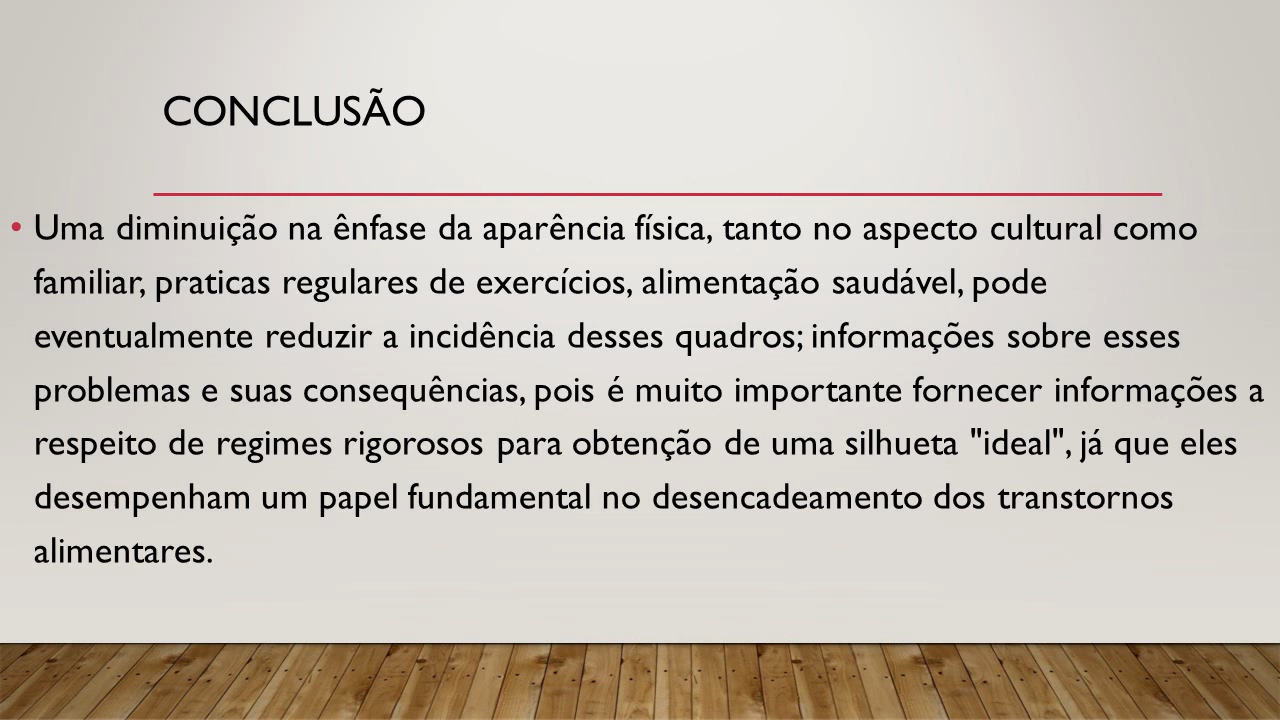 CONCLUSÃO
• Uma diminuição na ênfase da aparência física, tanto no aspecto cultural como
familiar, praticas regulares de exercícios, alimentação saudável, pode
eventualmente reduzir a incidência desses quadros; informações sobre esses
problemas e suas consequências, pois é muito importante fornecer informações a
respeito de regimes rigorosos para obtenção de uma silhueta "ideal", já que eles
desempenham um papel fundamental no desencadeamento dos transtornos
alimentares.